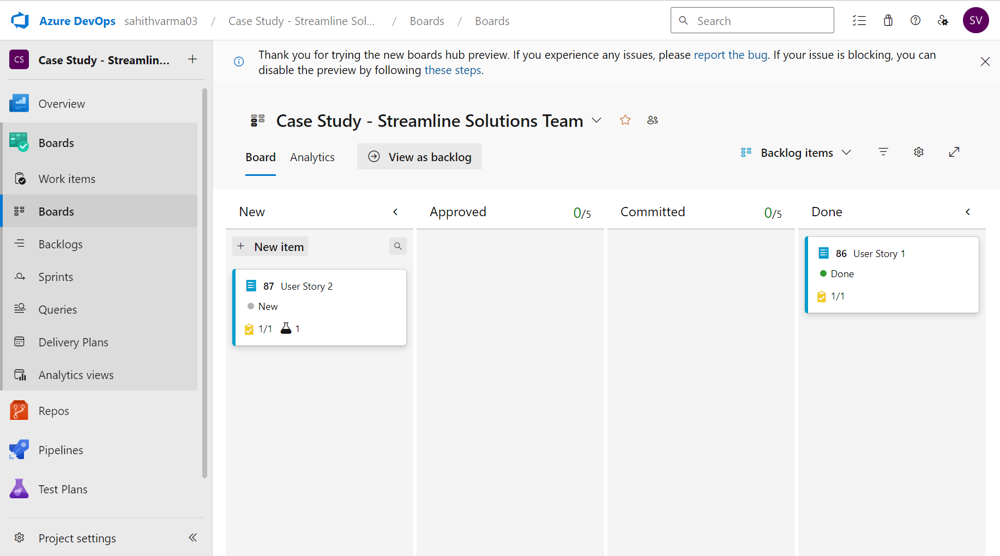 Azure DevOps sahithvarma03 / Case Study - Streamline Sol... / Boards / Boards
Search
SV
CS Case Study - Streamlin...
Overview
Boards
Work items
Boards
Backlogs
Sprints
Queries
Delivery Plans
Analytics views
Repos
Pipelines
Test Plans
Project settings
Thank you for trying the new boards hub preview. If you experience any issues, please report the bug. If your issue is blocking, you can
disable the preview by following these steps.
Case Study - Streamline Solutions Team
Board Analytics View as backlog
Backlog items
New
New item
87 User Story 2
New
1/1 1
Approved 0/5
Committed 0/5
Done
86 User Story 1
Done
1/1